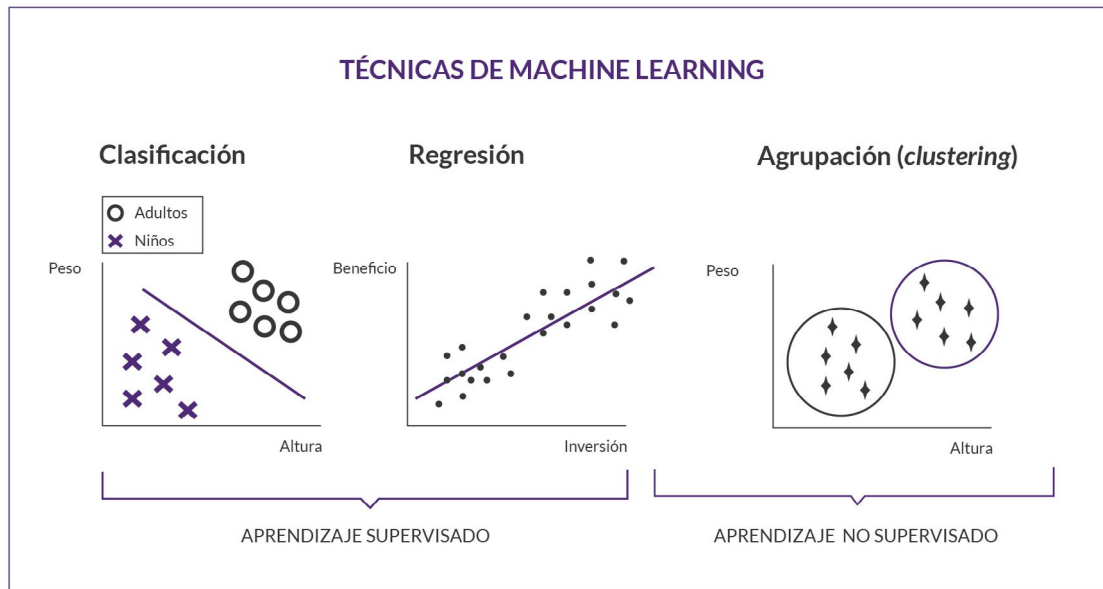 TÉCNICAS DE MACHINE LEARNING
Clasificación
Adultos
Niños
Peso
Altura
Regresión
Beneficio
Inversión
APRENDIZAJE SUPERVISADO
Agrupación (clustering)
Peso
Altura
APRENDIZAJE NO SUPERVISADO